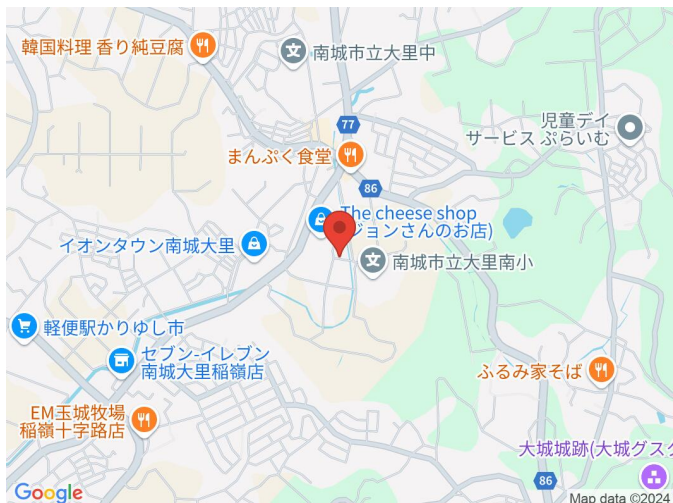 韓国料理 香り純豆腐
南城市立大里中
77
児童デイ
サービス ぷらいむ
まんぷく食堂
86
The cheese shop
ジョンさんのお店)
イオンタウン南城大里
南城市立大里南小
軽便駅かりゆし市
セブン-イレブン
南城大里稲嶺店
ふるみ家そば
EM玉城牧場
稲嶺十字路店
大城城跡(大城グスク
86
Google
Map data ©2024